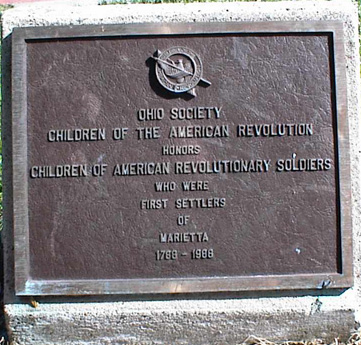 OHIO SOCIETY
CHILDREN OF THE AMERICAN REVOLUTION
HONORS
CHILDREN OF AMERICAN REVOLUTIONARY SOLDIERS
WHO WERE
FIRST SETTLERS
OF
MARIETTA
1788 - 1988